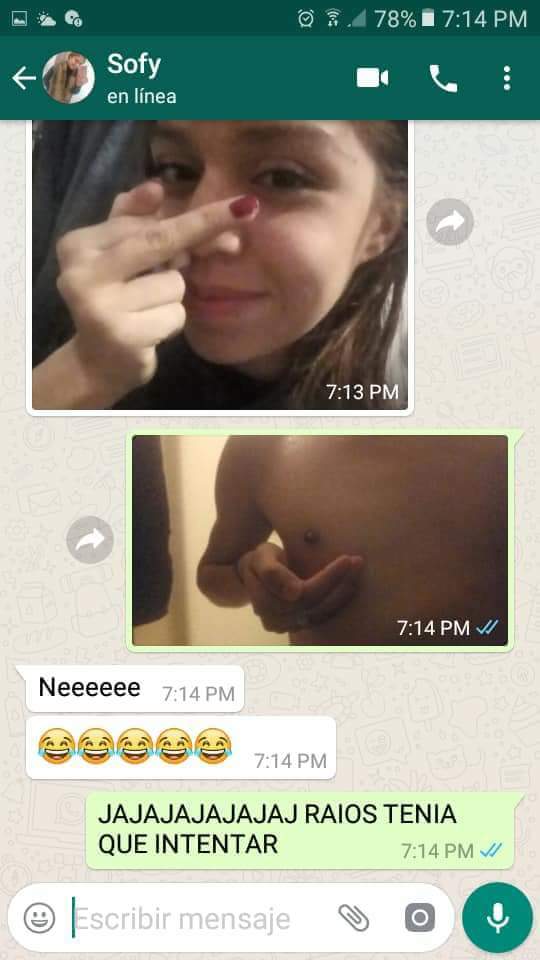 78% 7:14 PM
Sofy
en línea
7:13 PM
7:14 PM
Neeeeee 7:14 PM
😂😂😂😂😂 7:14 PM
JAJAJAJAJAJAJ RAIOS TENIA
QUE INTENTAR 7:14 PM
Escribir mensaje